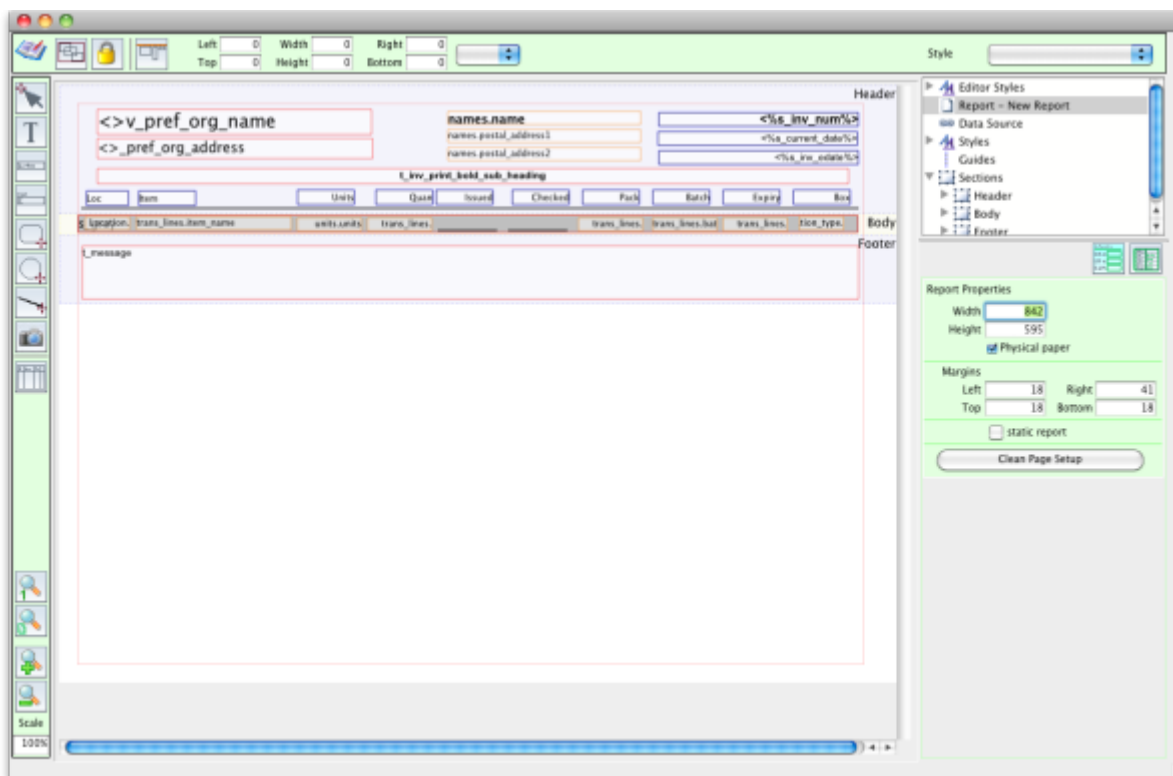 Left 0 Width 0 Right 0
Top 0 Height 0 Bottom 0
Style
Header
<>v_pref_org_name
<>_pref_org_address
names.name
names.postal_address1
names.postal_address2
<%s_inv_num%>
<%s_current_date%>
t_inv_print_bold_sub_heading
Loc Item Units Quan Issued Checked Pack Batch Expiry Box
location. trans_lines.item_name units.units trans_lines. trans_lines. trans_lines.bat trans_lines. tion_type. Body
Footer
t_message
T
1
Scale
100%
Editor Styles
Report - New Report
Data Source
Styles
Guides
Sections
Header
Body
Footer
Report Properties
Width 842
Height 595
Physical paper
Margins
Left 18 Right 41
Top 18 Bottom 18
static report
Clean Page Setup